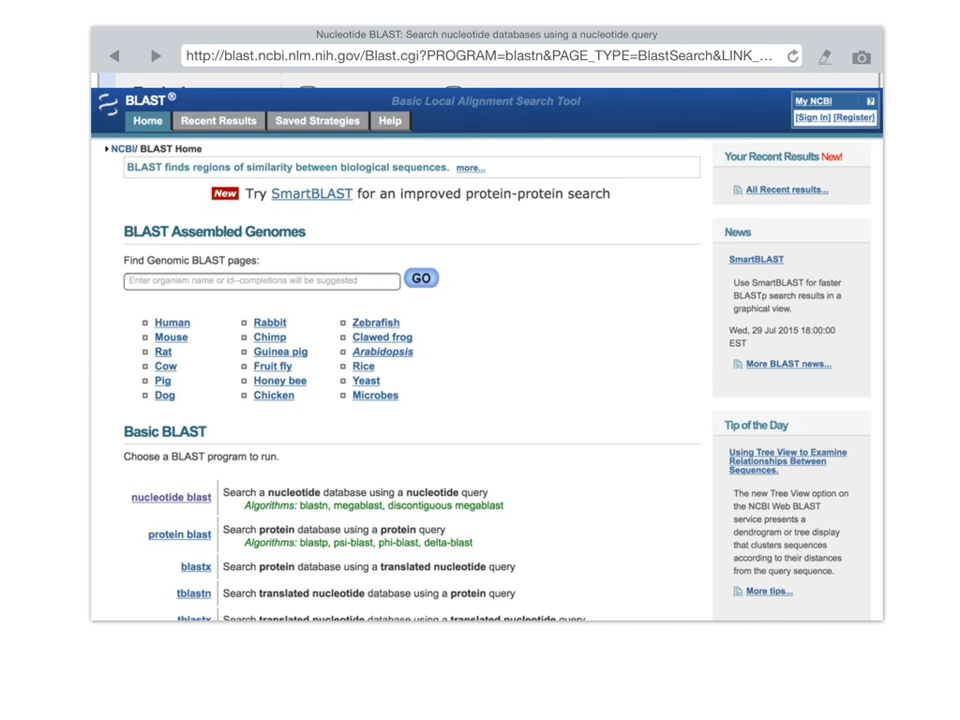 Nucleotide BLAST: Search nucleotide databases using a nucleotide query
http://blast.ncbi.nlm.nih.gov/Blast.cgi?PROGRAM=blastn&PAGE_TYPE=BlastSearch&LINK_...
BLAST ®
Basic Local Alignment Search Tool
My NCBI ?
[Sign In] [Register]
Home Recent Results Saved Strategies Help
NCBI/ BLAST Home
BLAST finds regions of similarity between biological sequences. more...
New Try SmartBLAST for an improved protein-protein search
BLAST Assembled Genomes
Find Genomic BLAST pages:
Enter organism name or id--completions will be suggested
GO
Human
Mouse
Rat
Cow
Pig
Dog
Rabbit
Chimp
Guinea pig
Fruit fly
Honey bee
Chicken
Zebrafish
Clawed frog
Arabidopsis
Rice
Yeast
Microbes
Basic BLAST
Choose a BLAST program to run.
nucleotide blast
Search a nucleotide database using a nucleotide query
Algorithms: blastn, megablast, discontiguous megablast
protein blast
Search protein database using a protein query
Algorithms: blastp, psi-blast, phi-blast, delta-blast
blastx
Search protein database using a translated nucleotide query
tblastn
Search translated nucleotide database using a protein query
tblastx
Search translated nucleotide database using a translated nucleotide query
Your Recent Results New!
All Recent results...
News
SmartBLAST
Use SmartBLAST for faster
BLASTp search results in a
graphical view.
Wed, 29 Jul 2015 18:00:00
EST
More BLAST news...
Tip of the Day
Using Tree View to Examine
Relationships Between
Sequences.
The new Tree View option on
the NCBI Web BLAST
service presents a
dendrogram or tree display
that clusters sequences
according to their distances
from the query sequence.
More tips...